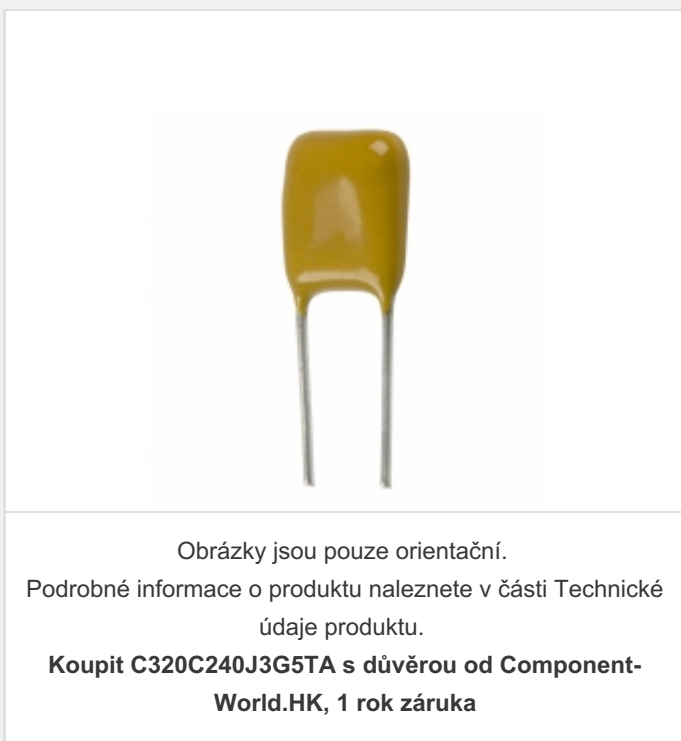 Obrázky jsou pouze orientační.
Podrobné informace o produktu naleznete v části Technické
údaje produktu.
Koupit C320C240J3G5TA s důvěrou od Component-
World.HK, 1 rok záruka